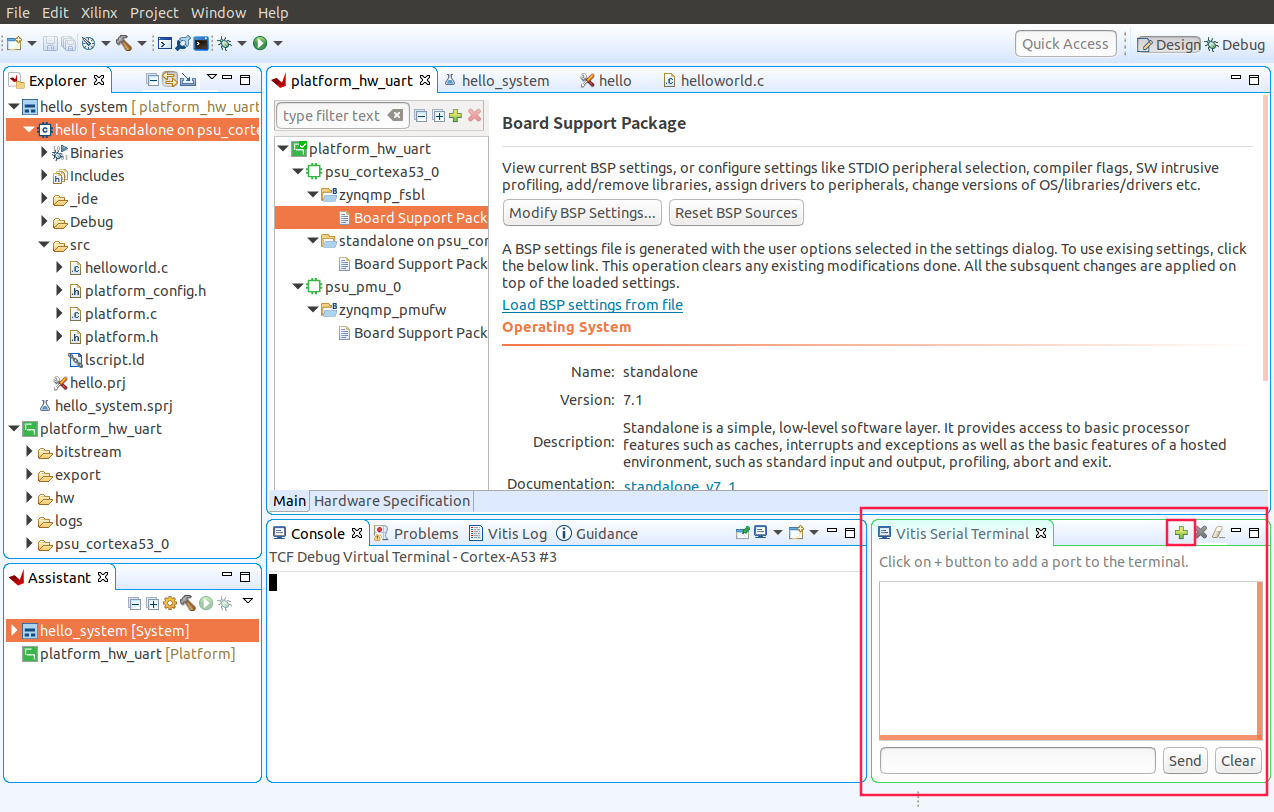 File Edit Xilinx Project Window Help
Quick Access Design Debug
Explorer
hello_system [ platform_hw_uart
hello [ standalone on psu_corte
Binaries
Includes
_ide
Debug
src
helloworld.c
platform_config.h
platform.c
platform.h
lscript.ld
hello.prj
hello_system.sprj
platform_hw_uart
bitstream
export
hw
logs
psu_cortexa53_0
Assistant
hello_system [System]
platform_hw_uart [Platform]
platform_hw_uart hello_system hello helloworld.c
type filter text
platform_hw_uart
psu_cortexa53_0
zynqmp_fsbl
Board Support Pack
standalone on psu_cor
Board Support Pack
psu_pmu_0
zynqmp_pmufw
Board Support Pack
Board Support Package
View current BSP settings, or configure settings like STDIO peripheral selection, compiler flags, SW intrusive
profiling, add/remove libraries, assign drivers to peripherals, change versions of OS/libraries/drivers etc.
Modify BSP Settings... Reset BSP Sources
A BSP settings file is generated with the user options selected in the settings dialog. To use exising settings, click
the below link. This operation clears any existing modifications done. All the subsquent changes are applied on
top of the loaded settings.
Load BSP settings from file
Operating System
Name: standalone
Version: 7.1
Description: Standalone is a simple, low-level software layer. It provides access to basic processor
features such as caches, interrupts and exceptions as well as the basic features of a hosted
environment, such as standard input and output, profiling, abort and exit.
Documentation: standalone_v7_1
Main Hardware Specification
Console Problems Vitis Log Guidance
TCF Debug Virtual Terminal - Cortex-A53 #3
Vitis Serial Terminal
Click on + button to add a port to the terminal.
Send Clear